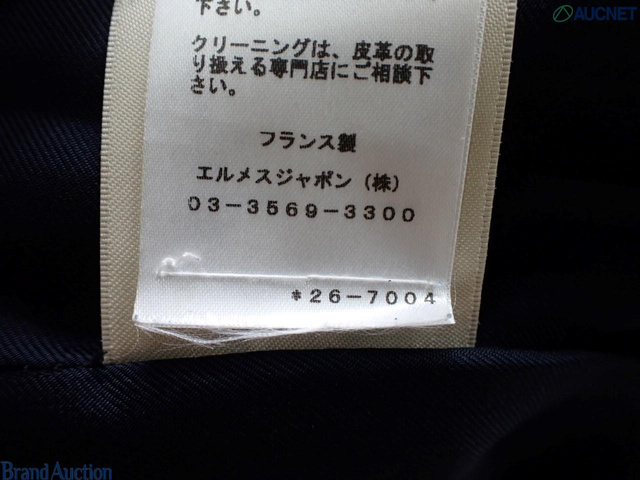 下さい。
クリーニングは、皮革の取
り扱える専門店にご相談下
さい。
フランス製
エルメスジャポン（株）
03-3569-3300
*26-7004
AUCNET
Brand Auction